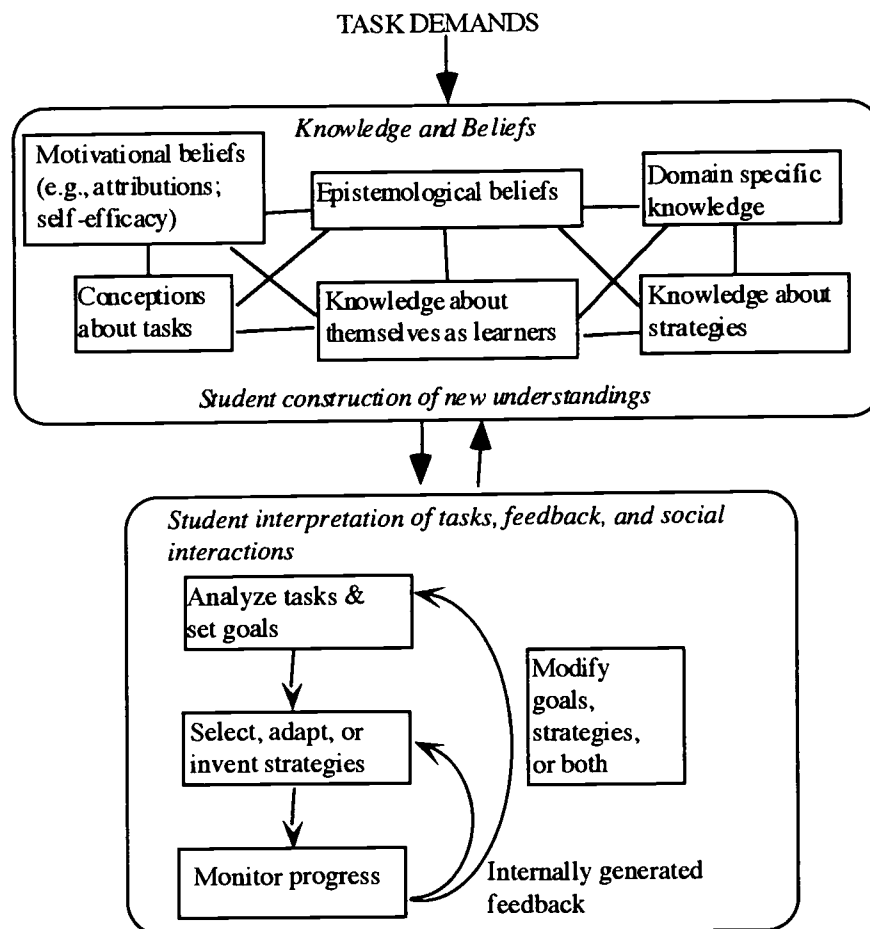 TASK DEMANDS
Knowledge and Beliefs
Motivational beliefs
(e.g., attributions;
self-efficacy)
Epistemological beliefs
Domain specific
knowledge
Conceptions
about tasks
Knowledge about
themselves as learners
Knowledge about
strategies
Student construction of new understandings
Student interpretation of tasks, feedback, and social
interactions
Analyze tasks &
set goals
Select, adapt, or
invent strategies
Monitor progress
Modify
goals,
strategies,
or both
Internally generated
feedback